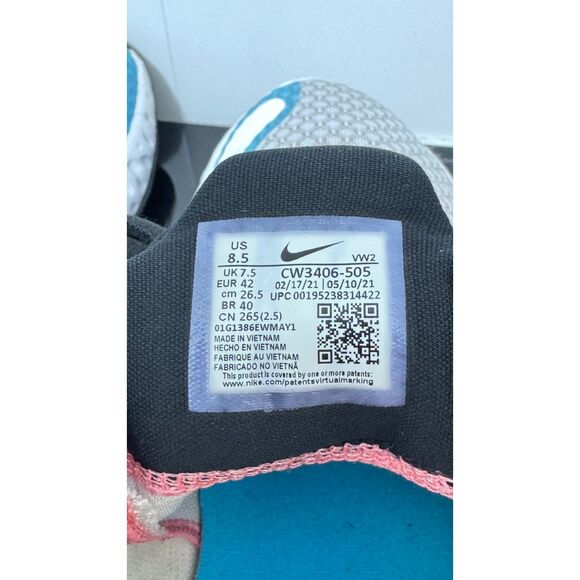 US
8.5
UK 7.5
EUR 42
cm 26.5
BR 40
CN 265(2.5)
01G1386EWMAY1
MADE IN VIETNAM
HECHO EN VIETNAM
FABRIQUE AU VIETNAM
FABRICADO NO VIETNÃ
VW2
CW3406-505
02/17/21 | 05/10/21
UPC 00195238314422
This product is covered by one or more patents:
www.nike.com/patentsvirtualmarking